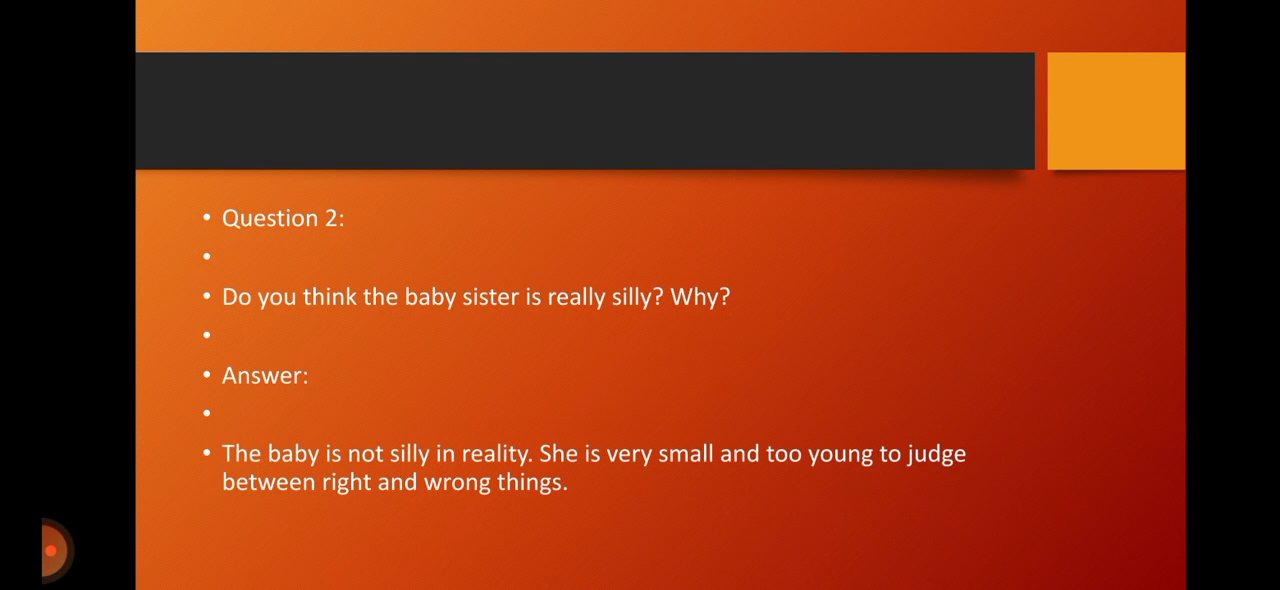 • Question 2:
•
• Do you think the baby sister is really silly? Why?
•
• Answer:
•
• The baby is not silly in reality. She is very small and too young to judge
between right and wrong things.